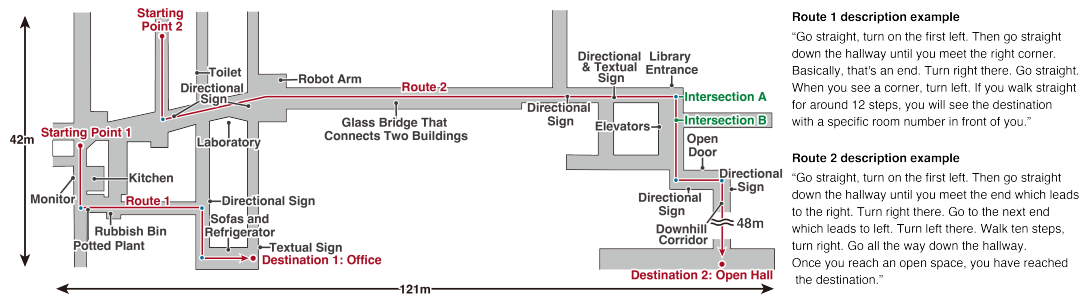 Starting
Point 2
Toilet
Directional
Sign
Robot Arm
Route 2
Directional
& Textual
Sign
Library
Entrance
Intersection A
Intersection B
Directional
Sign
Elevators
Open
Door
Glass Bridge That
Connects Two Buildings
Laboratory
42m
Starting Point 1
Kitchen
Monitor
Route 1
Rubbish Bin
Potted Plant
Directional Sign
Sofas and
Refrigerator
Textual Sign
Destination 1: Office
Directional
Sign
Directional
Sign
Downhill
Corridor
48m
Destination 2: Open Hall
121m
Route 1 description example
“Go straight, turn on the first left. Then go straight
down the hallway until you meet the right corner.
Basically, that's an end. Turn right there. Go straight.
When you see a corner, turn left. If you walk straight
for around 12 steps, you will see the destination
with a specific room number in front of you.”
Route 2 description example
“Go straight, turn on the first left. Then go straight
down the hallway until you meet the end which leads
to the right. Turn right there. Go to the next end
which leads to left. Turn left there. Walk ten steps,
turn right. Go all the way down the hallway.
Once you reach an open space, you have reached
the destination.”